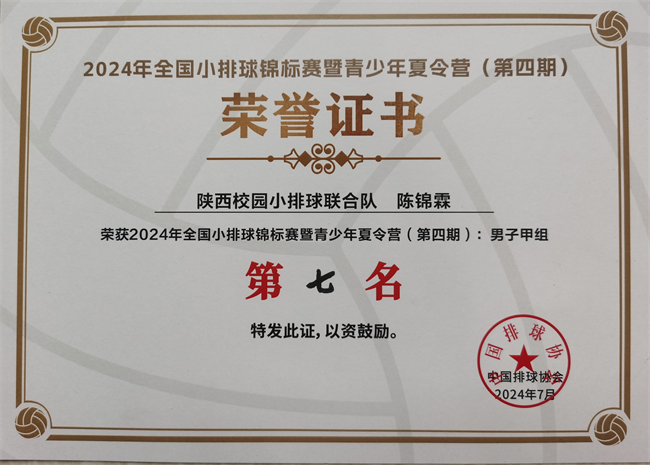 2024年全国小排球锦标赛暨青少年夏令营（第四期）
荣誉证书
陕西校园小排球联合队 陈锦霖
荣获2024年全国小排球锦标赛暨青少年夏令营（第四期）：男子甲组
第七名
特发此证，以资鼓励。
中国排球协会
中国排球协会
2024年7月